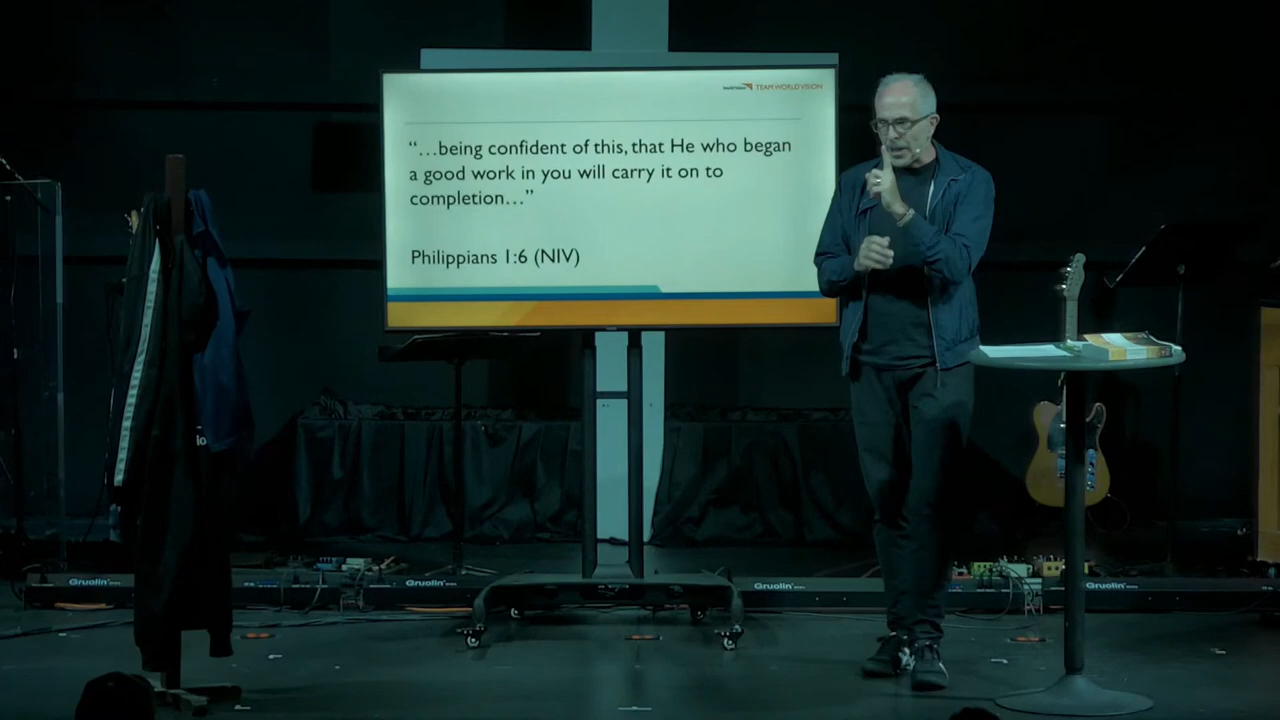 TEAM WORLD VISION
“…being confident of this, that He who began
a good work in you will carry it on to
completion…”
Philippians 1:6 (NIV)
io
Gruolin
Gruolin
Gruolin
Gruolin